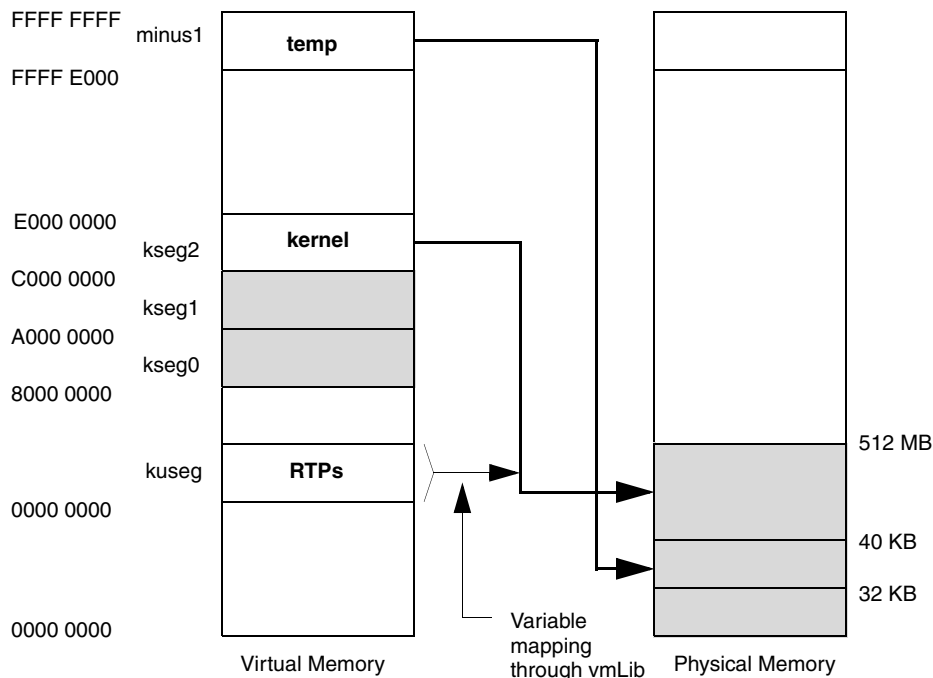 FFFF FFFF
minus1
temp
FFFF E000
E000 0000
kernel
kseg2
C000 0000
kseg1
A000 0000
kseg0
8000 0000
512 MB
kuseg
RTPs
0000 0000
40 KB
32 KB
0000 0000
Variable
mapping
through vmLib
Virtual Memory
Physical Memory